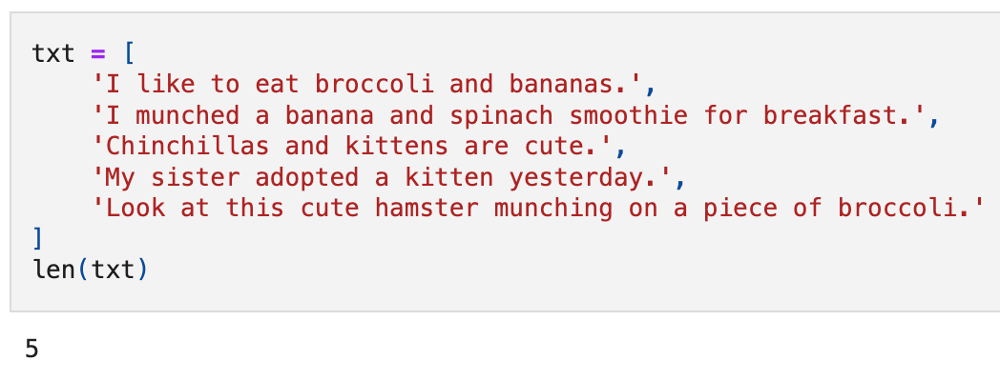 txt = [
    'I like to eat broccoli and bananas.',
    'I munched a banana and spinach smoothie for breakfast.',
    'Chinchillas and kittens are cute.',
    'My sister adopted a kitten yesterday.',
    'Look at this cute hamster munching on a piece of broccoli.'
]
len(txt)
5